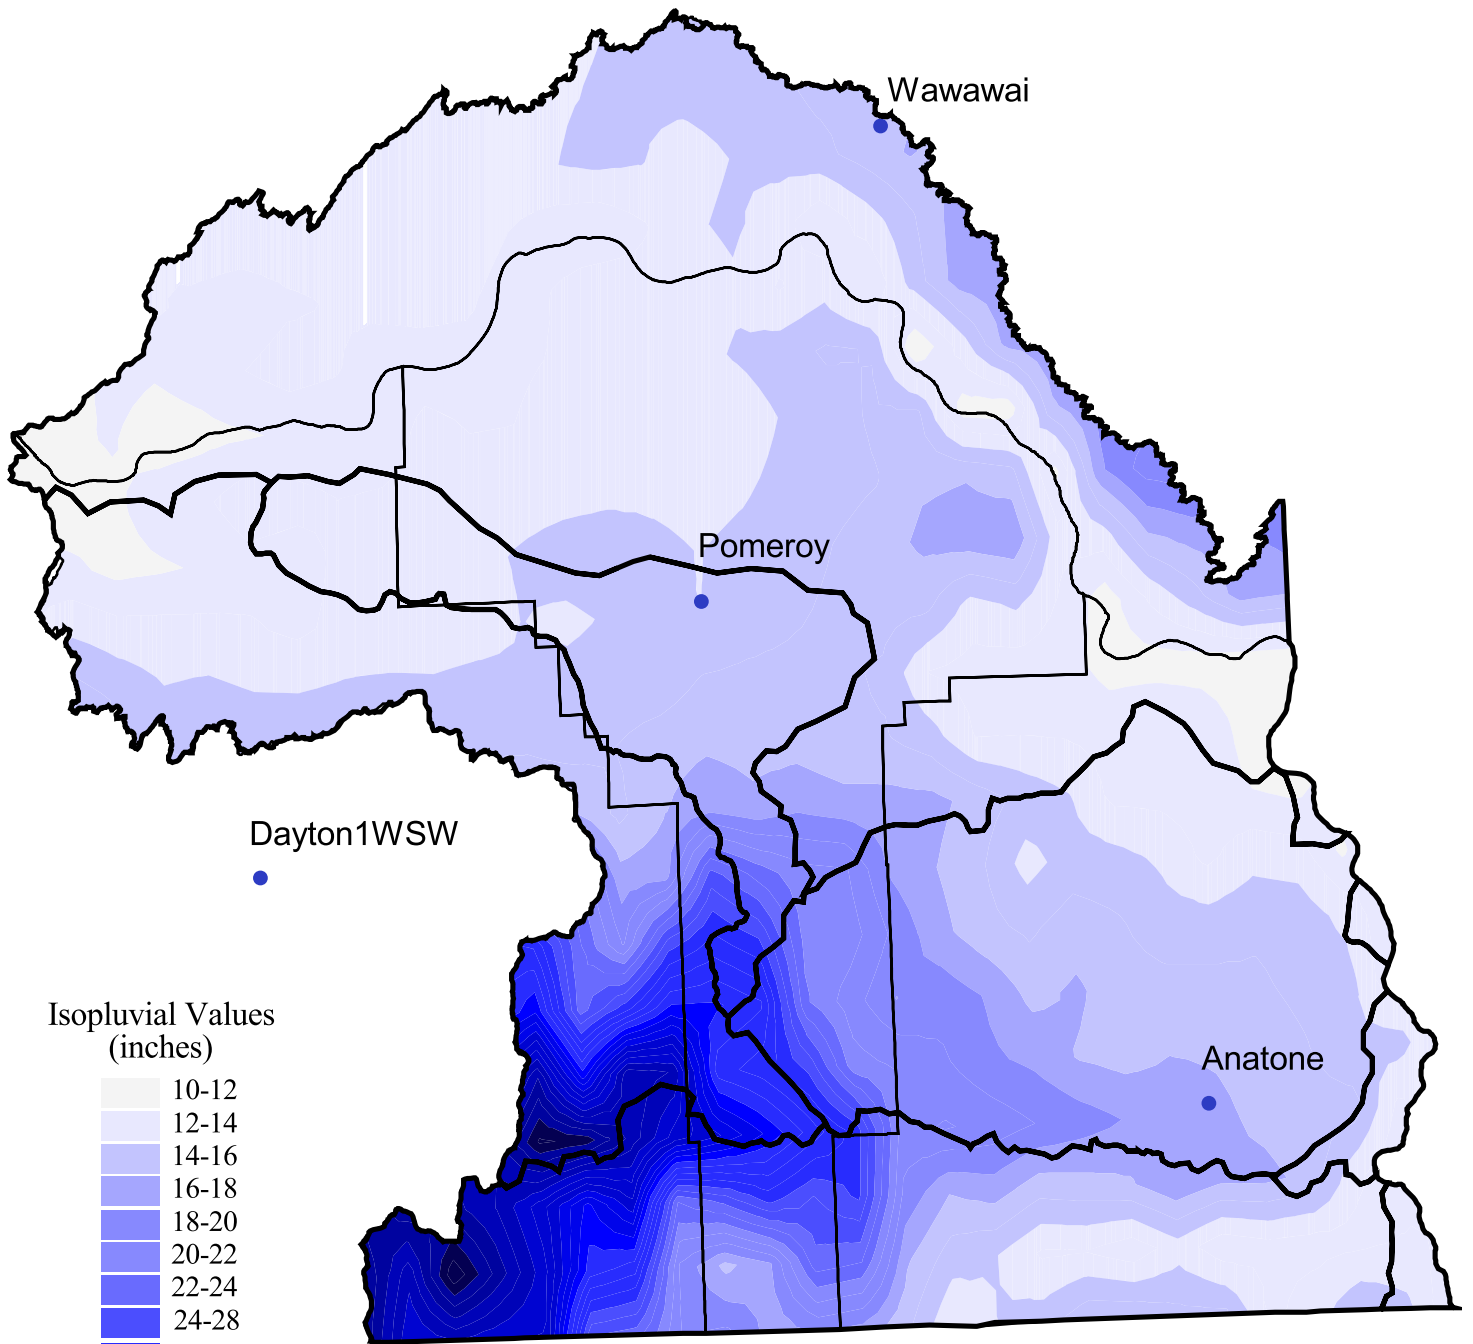 Wawawai
Pomeroy
Dayton1WSW
Anatone
Isopluvial Values
(inches)
10-12
12-14
14-16
16-18
18-20
20-22
22-24
24-28